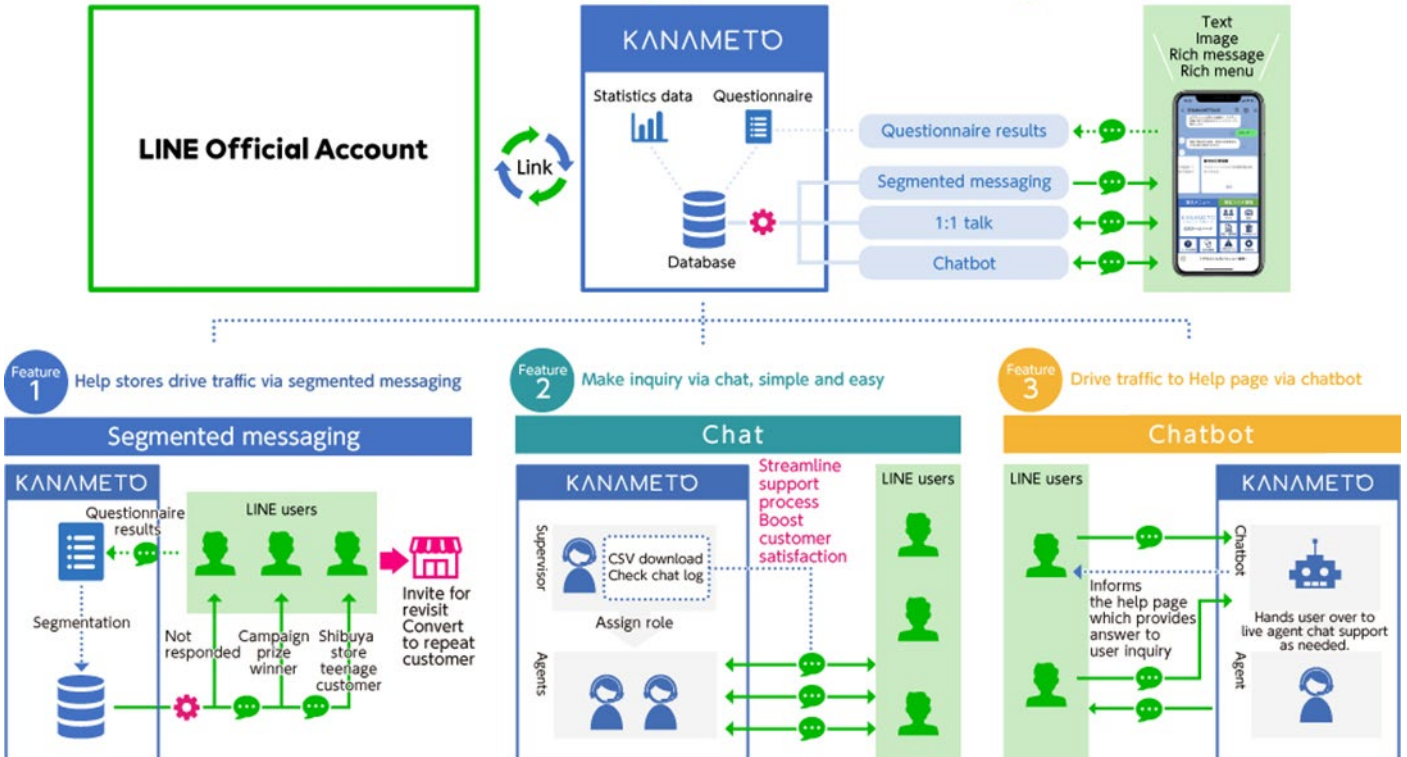 LINE Official Account
Link
KANAMETO
Statistics data
Questionnaire
Database
Questionnaire results
Segmented messaging
1:1 talk
Chatbot
Text
Image
Rich message
Rich menu
Feature
1
Help stores drive traffic via segmented messaging
Segmented messaging
KANAMETO
Questionnaire
results
LINE users
Segmentation
Not
responded
Campaign
prize
winner
Shibuya
store
teenage
customer
Invite for
revisit
Convert
to repeat
customer
Feature
2
Make inquiry via chat, simple and easy
Chat
KANAMETO
Supervisor
CSV download
Check chat log
Assign role
Agents
Streamline
support
process
Boost
customer
satisfaction
LINE users
Feature
3
Drive traffic to Help page via chatbot
Chatbot
LINE users
Informs
the help page
which provides
answer to
user inquiry
KANAMETO
Chatbot
Hands user over to
live agent chat support
as needed.
Agent